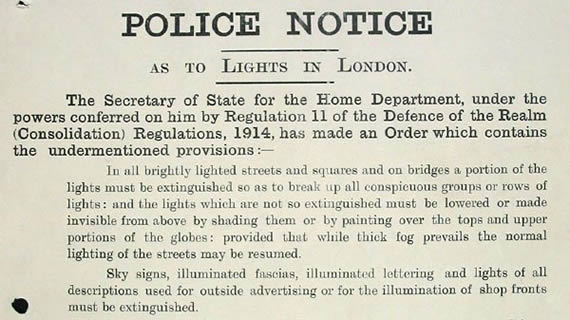 POLICE NOTICE
AS TO LIGHTS IN LONDON.
The Secretary of State for the Home Department, under the
powers conferred on him by Regulation 11 of the Defence of the Realm
(Consolidation) Regulations, 1914, has made an Order which contains
the undermentioned provisions :—
In all brightly lighted streets and squares and on bridges a portion of the
lights must be extinguished so as to break up all conspicuous groups or rows of
lights : and the lights which are not so extinguished must be lowered or made
invisible from above by shading them or by painting over the tops and upper
portions of the globes : provided that while thick fog prevails the normal
lighting of the streets may be resumed.
Sky signs, illuminated fascias, illuminated lettering and lights of all
descriptions used for outside advertising or for the illumination of shop fronts
must be extinguished.